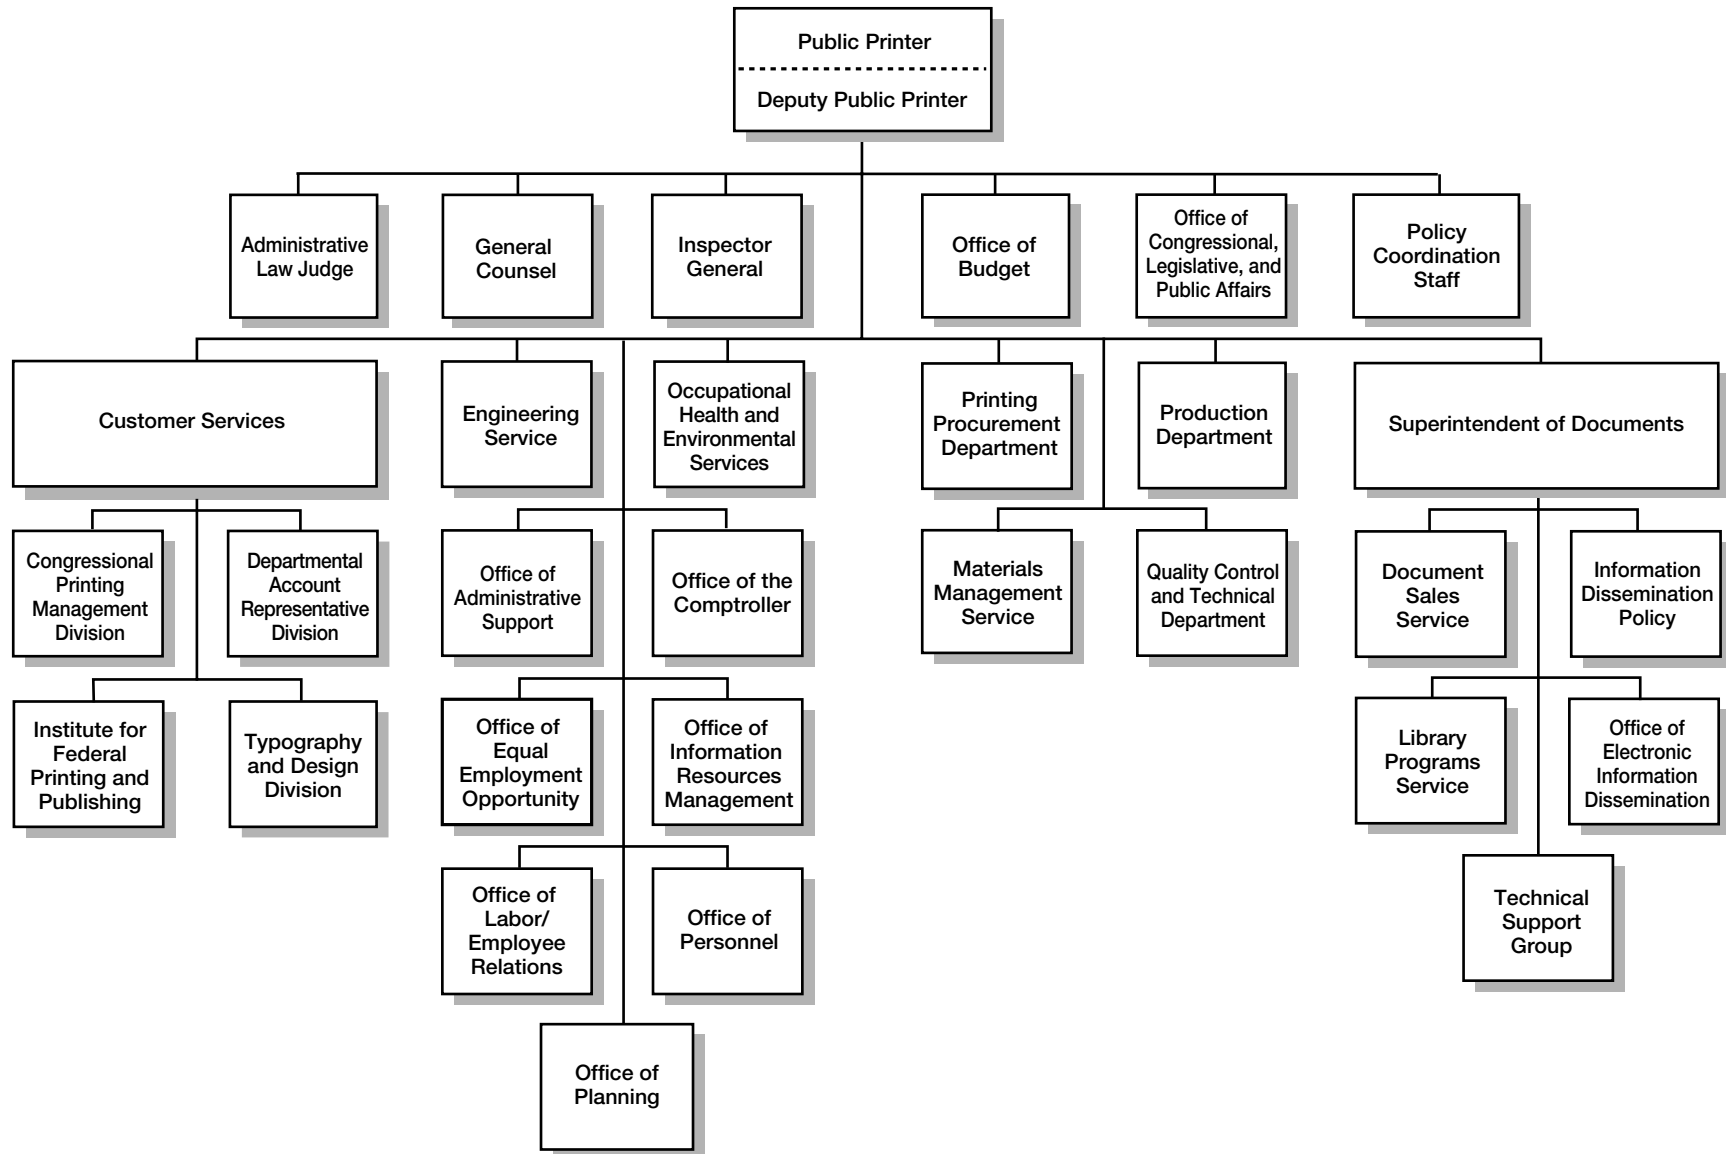 Public Printer
Deputy Public Printer
Administrative
Law Judge
General
Counsel
Inspector
General
Office of
Budget
Office of
Congressional,
Legislative, and
Public Affairs
Policy
Coordination
Staff
Customer Services
Engineering
Service
Occupational
Health and
Environmental
Services
Printing
Procurement
Department
Production
Department
Superintendent of Documents
Congressional
Printing
Management
Division
Departmental
Account
Representative
Division
Office of
Administrative
Support
Office of the
Comptroller
Materials
Management
Service
Quality Control
and Technical
Department
Document
Sales
Service
Information
Dissemination
Policy
Institute for
Federal
Printing and
Publishing
Typography
and Design
Division
Office of
Equal
Employment
Opportunity
Office of
Information
Resources
Management
Library
Programs
Service
Office of
Electronic
Information
Dissemination
Office of
Labor/
Employee
Relations
Office of
Personnel
Technical
Support
Group
Office of
Planning